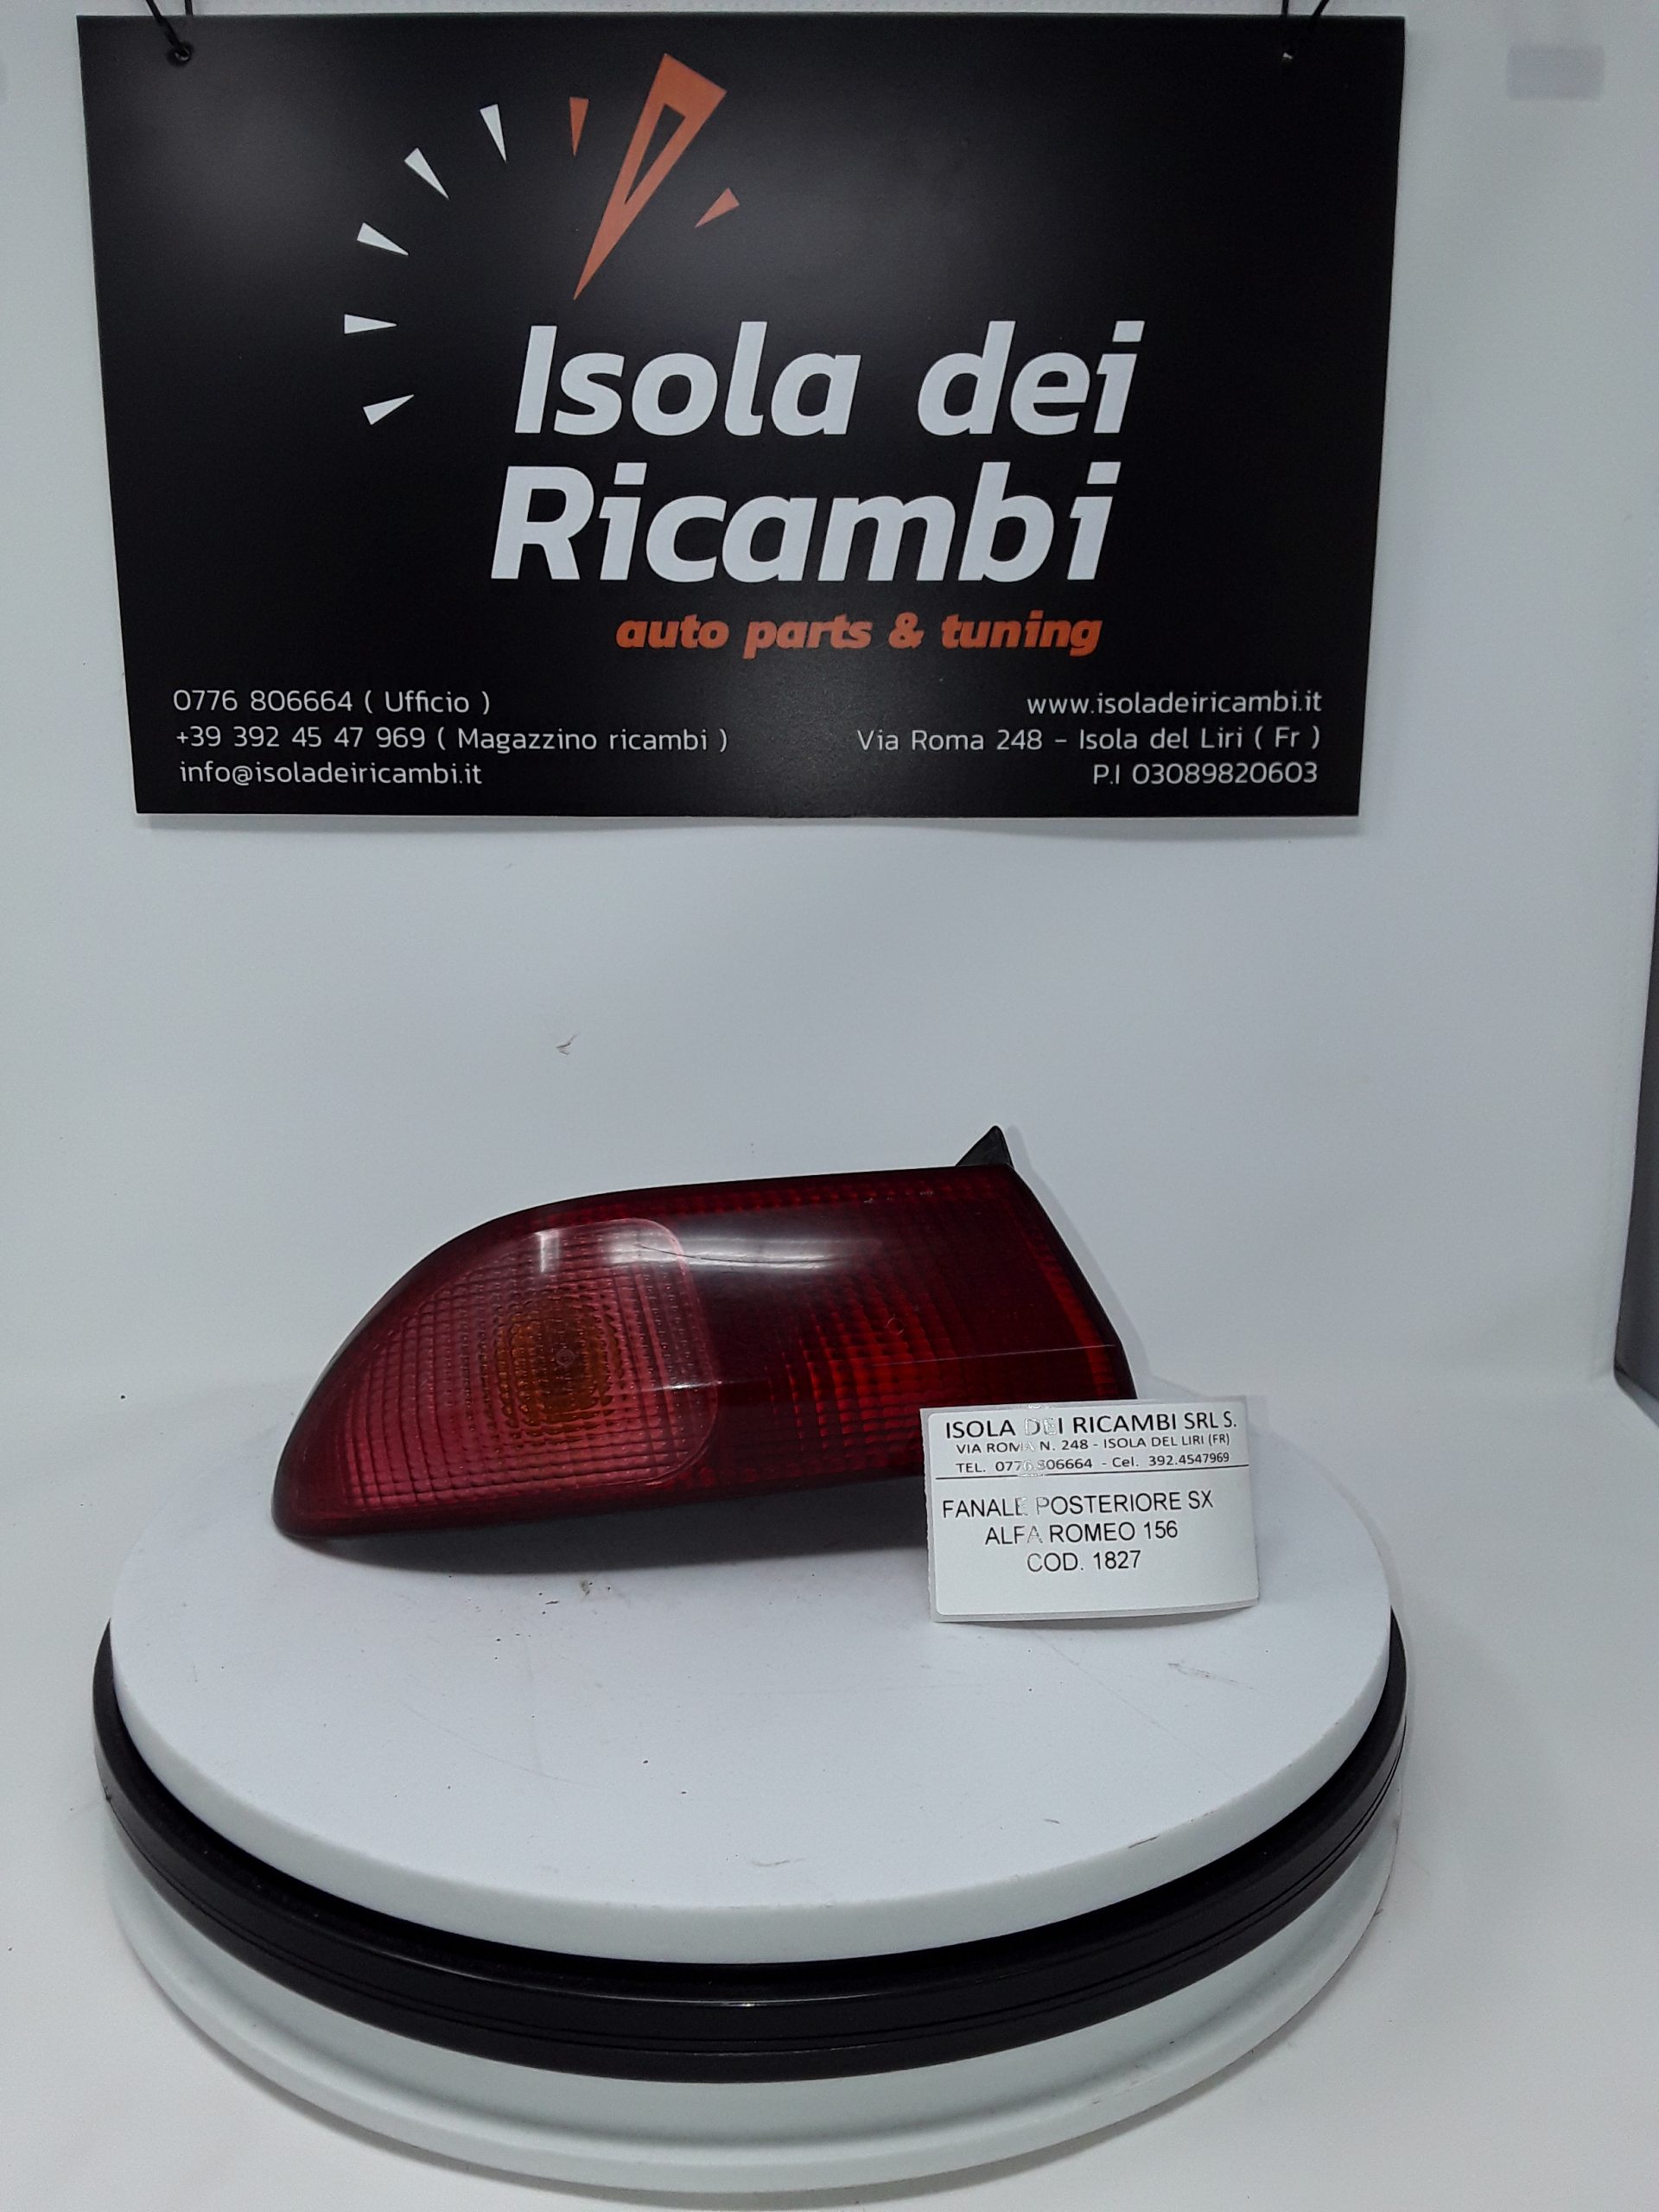 Isola dei
Ricambi
auto parts & tuning
0776 806664 ( Ufficio )
+39 392 45 47 969 ( Magazzino ricambi )
info@isoladeiricambi.it
www.isoladeiricambi.it
Via Roma 248 - Isola del Liri ( Fr )
P.I 03089820603
ISOLA DEI RICAMBI SRL S.
VIA ROMA N. 248 - ISOLA DEL LIRI (FR)
TEL. 0776.806664 - Cel. 392.4547969
FANALE POSTERIORE SX
ALFA ROMEO 156
COD. 1827